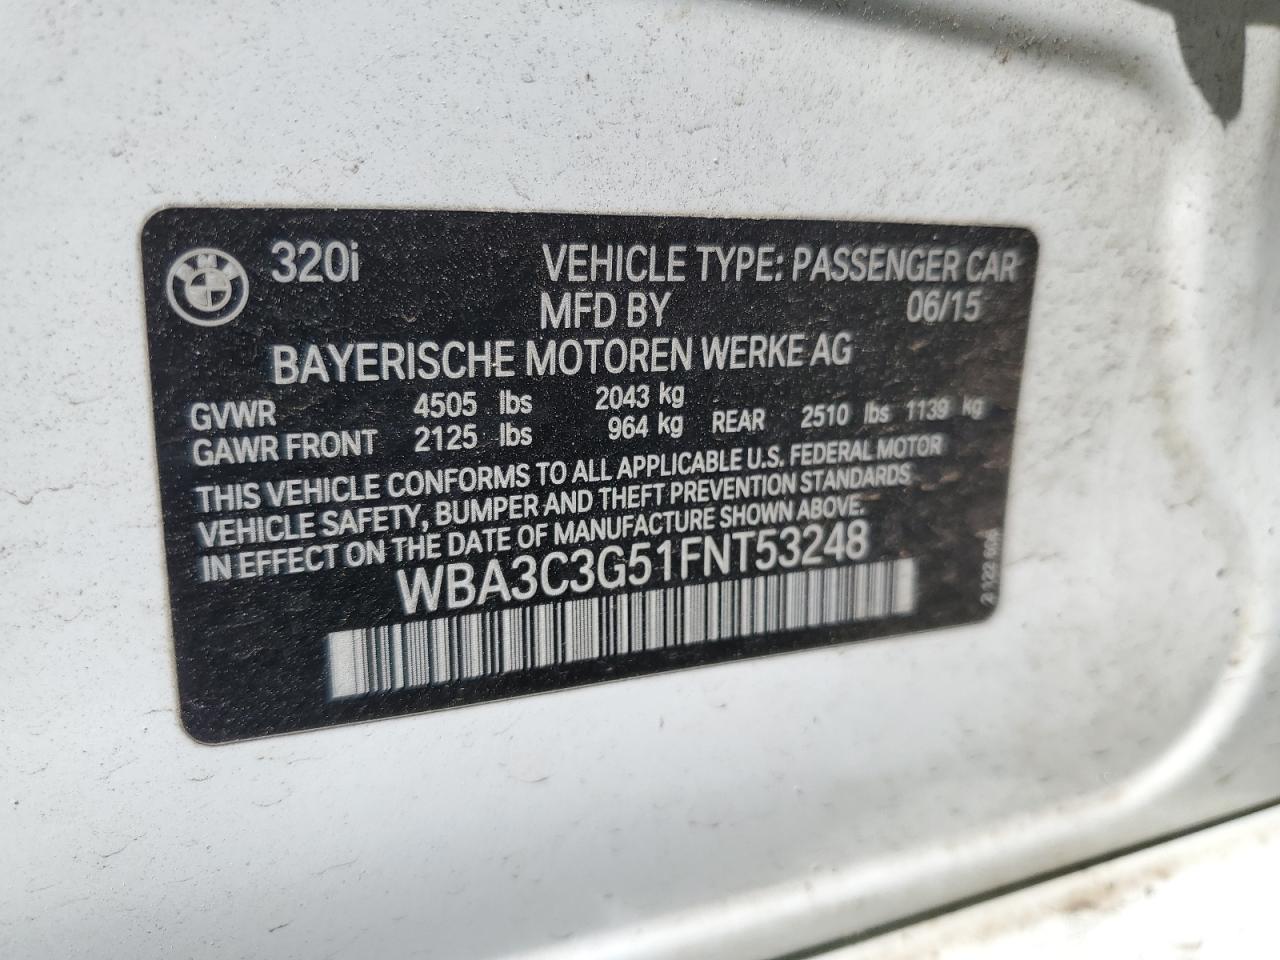 BMW
320i VEHICLE TYPE: PASSENGER CAR
MFD BY 06/15
BAYERISCHE MOTOREN WERKE AG
GVWR 4505 lbs 2043 kg
GAWR FRONT 2125 lbs 964 kg REAR 2510 lbs 1139 kg
THIS VEHICLE CONFORMS TO ALL APPLICABLE U.S. FEDERAL MOTOR
VEHICLE SAFETY, BUMPER AND THEFT PREVENTION STANDARDS
IN EFFECT ON THE DATE OF MANUFACTURE SHOWN ABOVE.
WBA3C3G51FNT53248